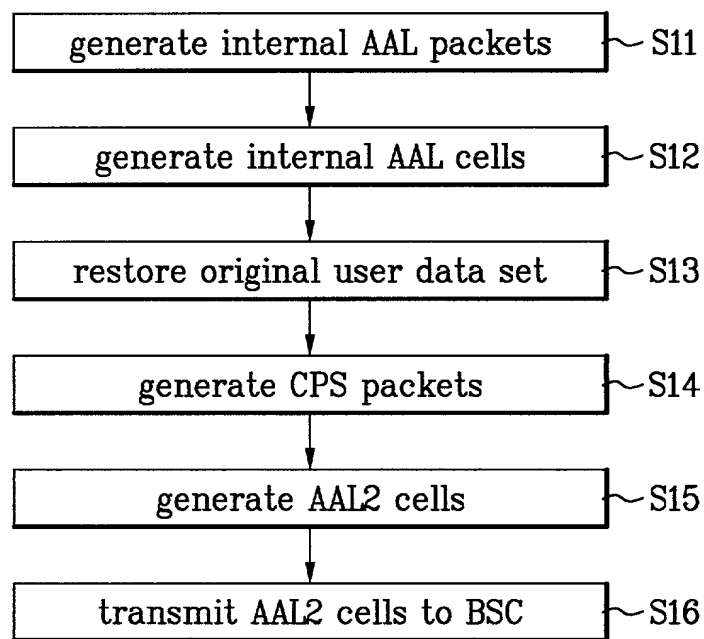 generate internal AAL packets S11
generate internal AAL cells S12
restore original user data set S13
generate CPS packets S14
generate AAL2 cells S15
transmit AAL2 cells to BSC S16